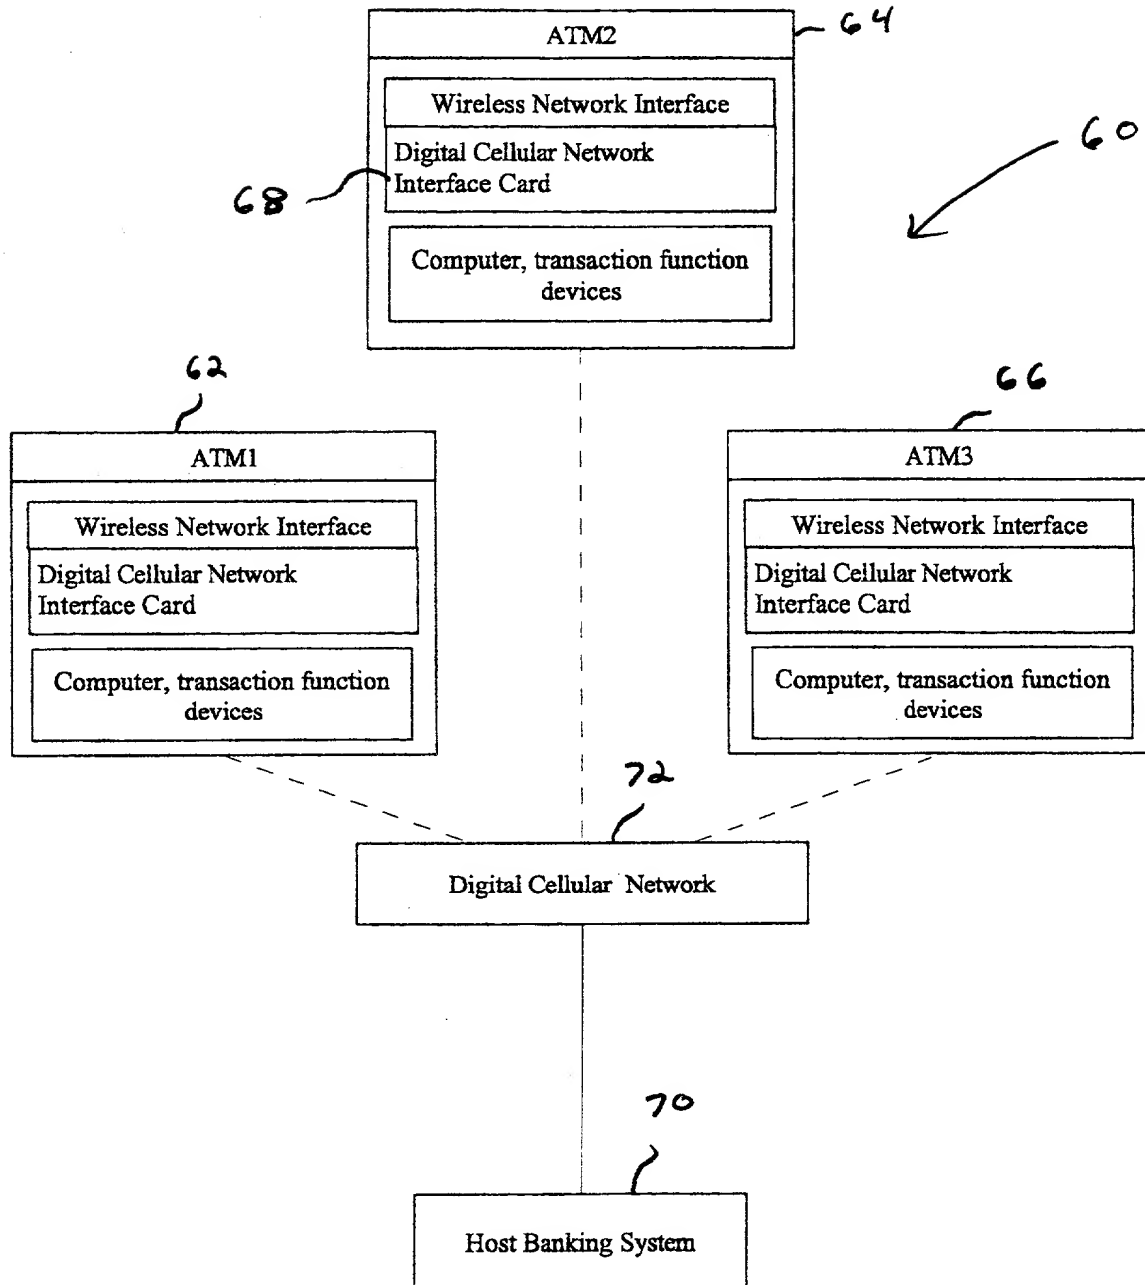 ATM2
64
Wireless Network Interface
Digital Cellular Network
Interface Card
68
60
Computer, transaction function
devices
62
ATM1
Wireless Network Interface
Digital Cellular Network
Interface Card
Computer, transaction function
devices
66
ATM3
Wireless Network Interface
Digital Cellular Network
Interface Card
Computer, transaction function
devices
72
Digital Cellular Network
70
Host Banking System